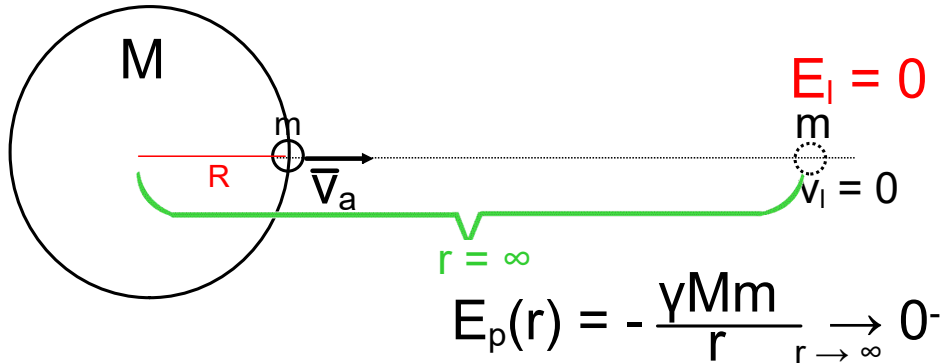 M
E_l = 0
m
m
R
v̅_a
v_l = 0
r = ∞
E_p(r) = - γMm / r → 0⁻
r → ∞